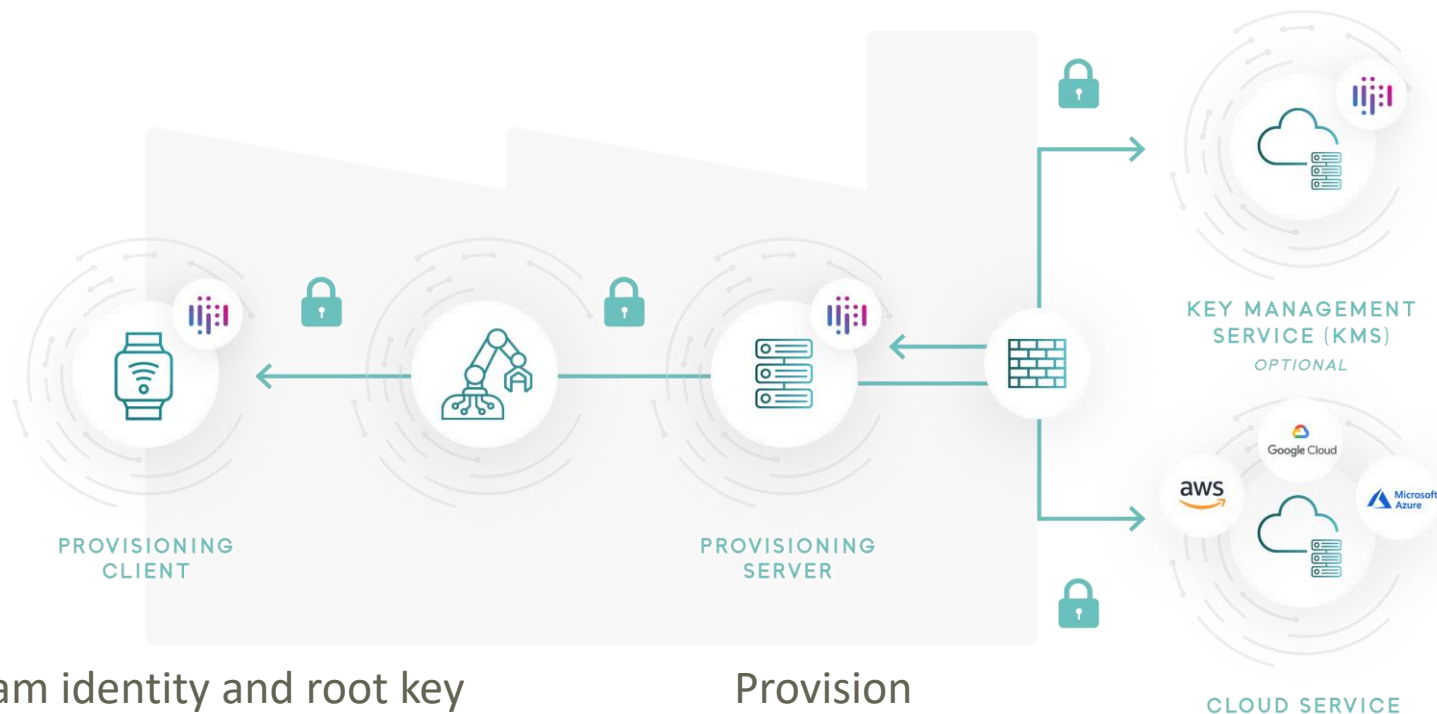 KEY MANAGEMENT
SERVICE (KMS)
OPTIONAL
Google Cloud
aws
Microsoft
Azure
PROVISIONING
CLIENT
PROVISIONING
SERVER
am identity and root key
Provision
CLOUD SERVICE